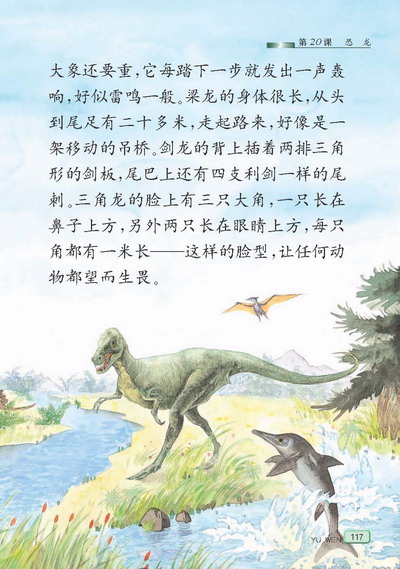 第20课 恐 龙
大象还要重，它每踏下一步就发出一声轰
响，好似雷鸣一般。梁龙的身体很长，从头
到尾足有二十多米，走起路来，好像是一
架移动的吊桥。剑龙的背上插着两排三角
形的剑板，尾巴上还有四支利剑一样的尾
刺。三角龙的脸上有三只大角，一只长在
鼻子上方，另外两只长在眼睛上方，每只
角都有一米长——这样的脸型，让任何动
物都望而生畏。
YU WEN 117